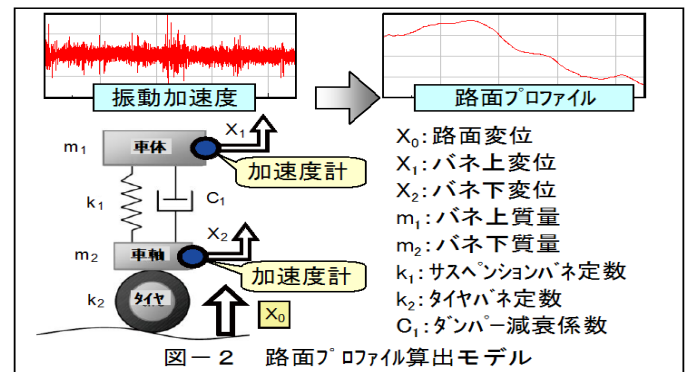 振動加速度
路面プロファイル
X₁
m₁
車体
加速度計
k₁
C₁
X₂
m₂
車軸
加速度計
k₂
タイヤ
X₀
X₀:路面変位
X₁:バネ上変位
X₂:バネ下変位
m₁:バネ上質量
m₂:バネ下質量
k₁:サスペンションバネ定数
k₂:タイヤバネ定数
C₁:ダンパー減衰係数
図-2 路面プロファイル算出モデル